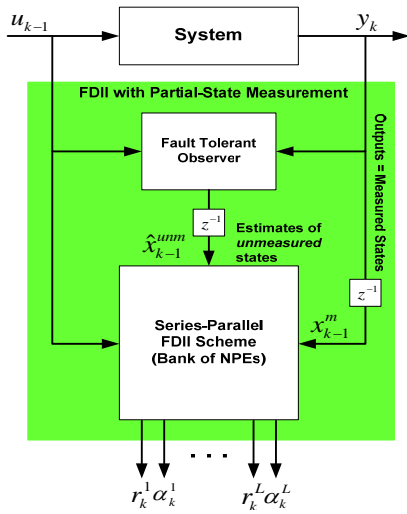 u_{k-1}
System
y_k
FDII with Partial-State Measurement
Fault Tolerant
Observer
Outputs = Measured States
z^{-1}
Estimates of
unmeasured
states
\hat{x}_{k-1}^{unm}
z^{-1}
x_{k-1}^{m}
Series-Parallel
FDII Scheme
(Bank of NPEs)
. . .
r_k^1 α_k^1 r_k^L α_k^L